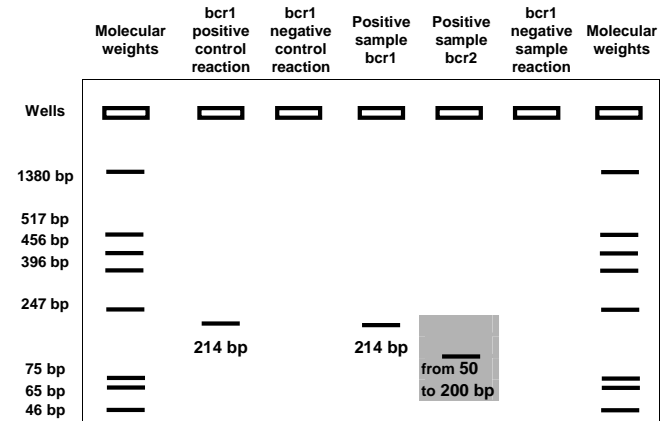 Molecular
weights
bcr1
positive
control
reaction
bcr1
negative
control
reaction
Positive
sample
bcr1
Positive
sample
bcr2
bcr1
negative
sample
reaction
Molecular
weights
Wells
1380 bp
517 bp
456 bp
396 bp
247 bp
214 bp
214 bp
from 50
to 200 bp
75 bp
65 bp
46 bp